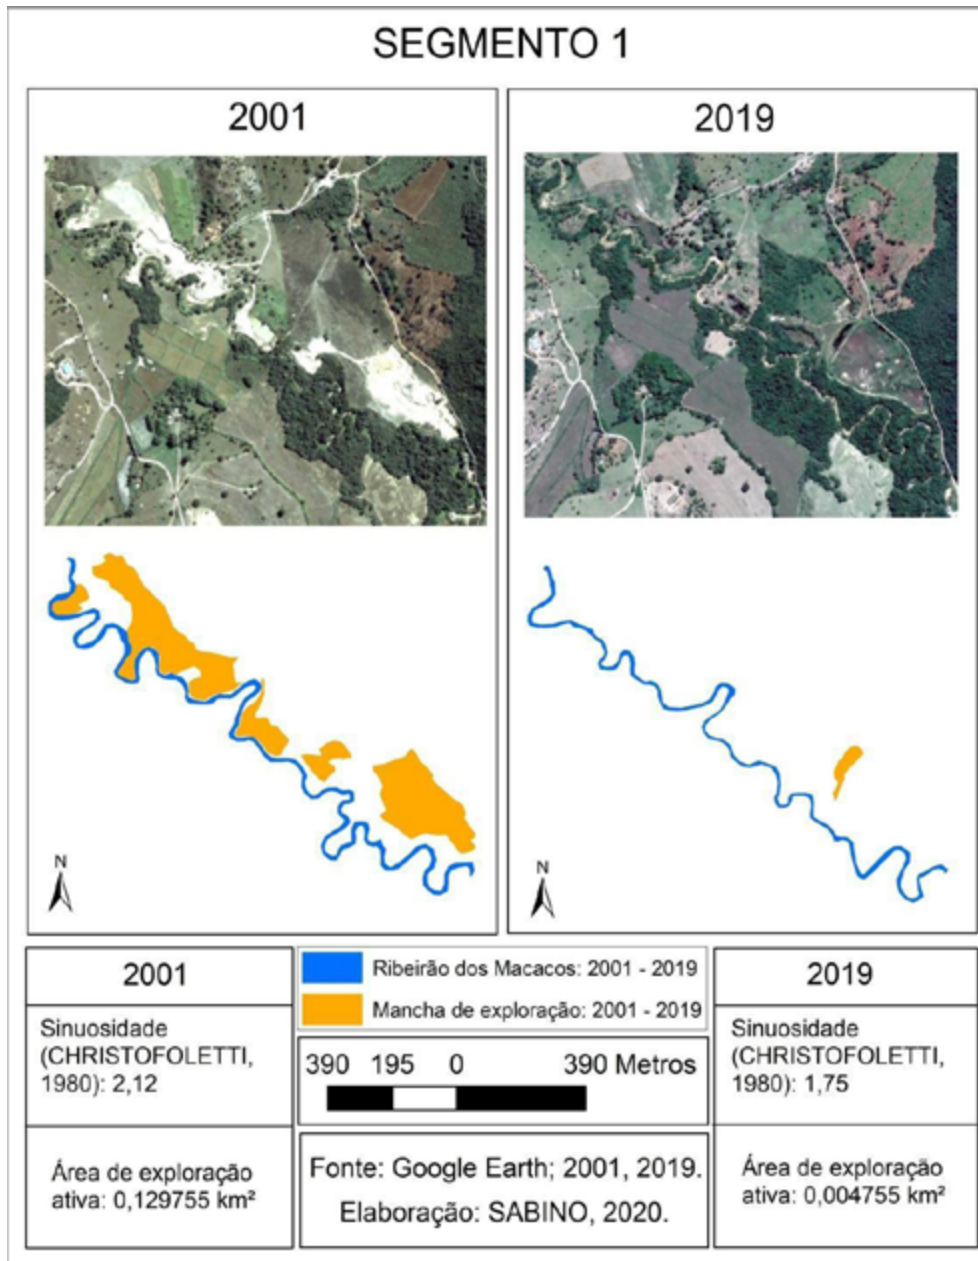 SEGMENTO 1
2001
2019
N
N
2001
Sinuosidade
(CHRISTOFOLETTI,
1980): 2,12
Área de exploração
ativa: 0,129755 km²
Ribeirão dos Macacos: 2001 - 2019
Mancha de exploração: 2001 - 2019
390 195 0 390 Metros
Fonte: Google Earth; 2001, 2019.
Elaboração: SABINO, 2020.
2019
Sinuosidade
(CHRISTOFOLETTI,
1980): 1,75
Área de exploração
ativa: 0,004755 km²